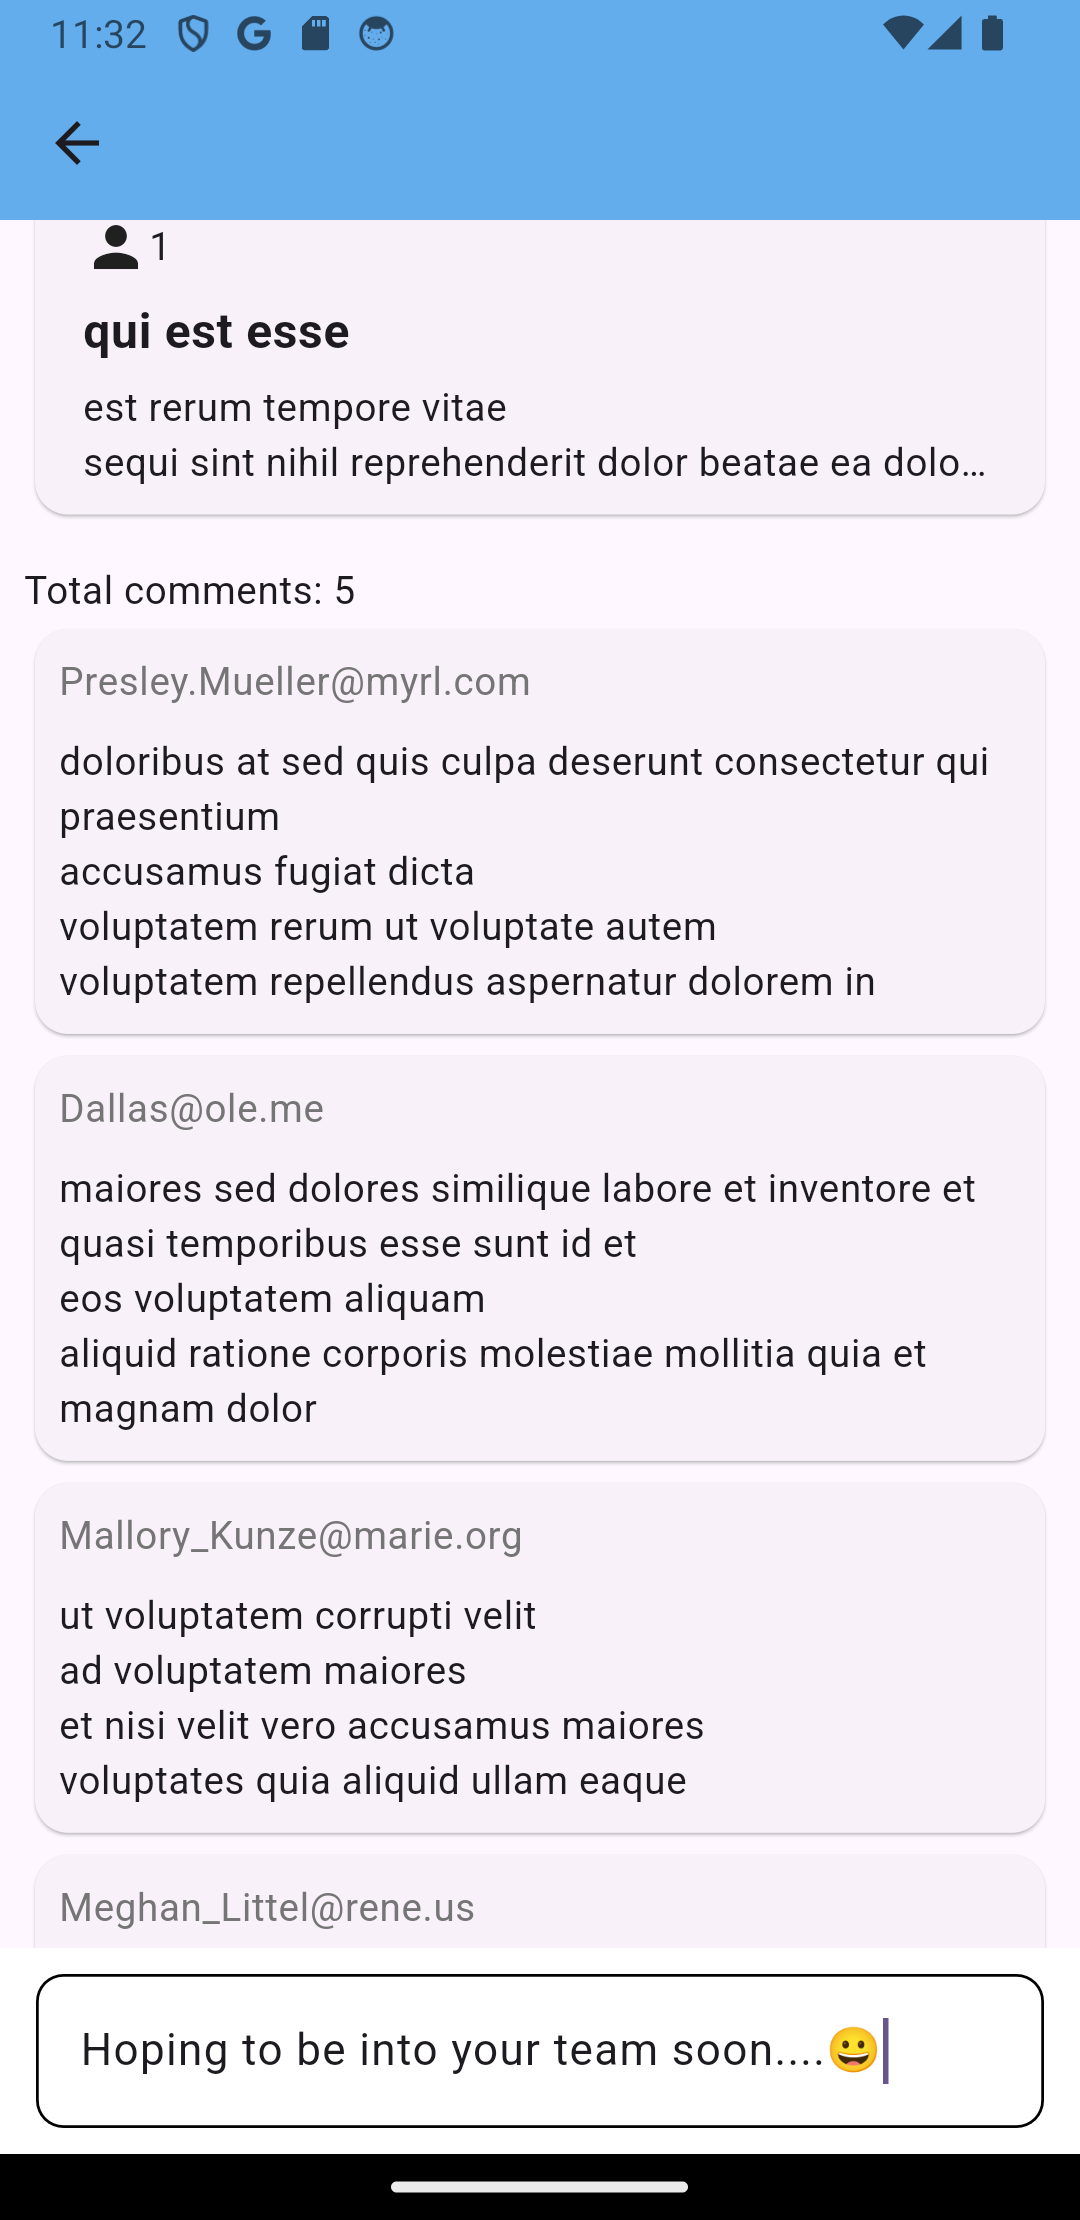 11:32
1
qui est esse
est rerum tempore vitae
sequi sint nihil reprehenderit dolor beatae ea dolo…
Total comments: 5
Presley.Mueller@myrl.com
doloribus at sed quis culpa deserunt consectetur qui
praesentium
accusamus fugiat dicta
voluptatem rerum ut voluptate autem
voluptatem repellendus aspernatur dolorem in
Dallas@ole.me
maiores sed dolores similique labore et inventore et
quasi temporibus esse sunt id et
eos voluptatem aliquam
aliquid ratione corporis molestiae mollitia quia et
magnam dolor
Mallory_Kunze@marie.org
ut voluptatem corrupti velit
ad voluptatem maiores
et nisi velit vero accusamus maiores
voluptates quia aliquid ullam eaque
Meghan_Littel@rene.us
Hoping to be into your team soon....😀